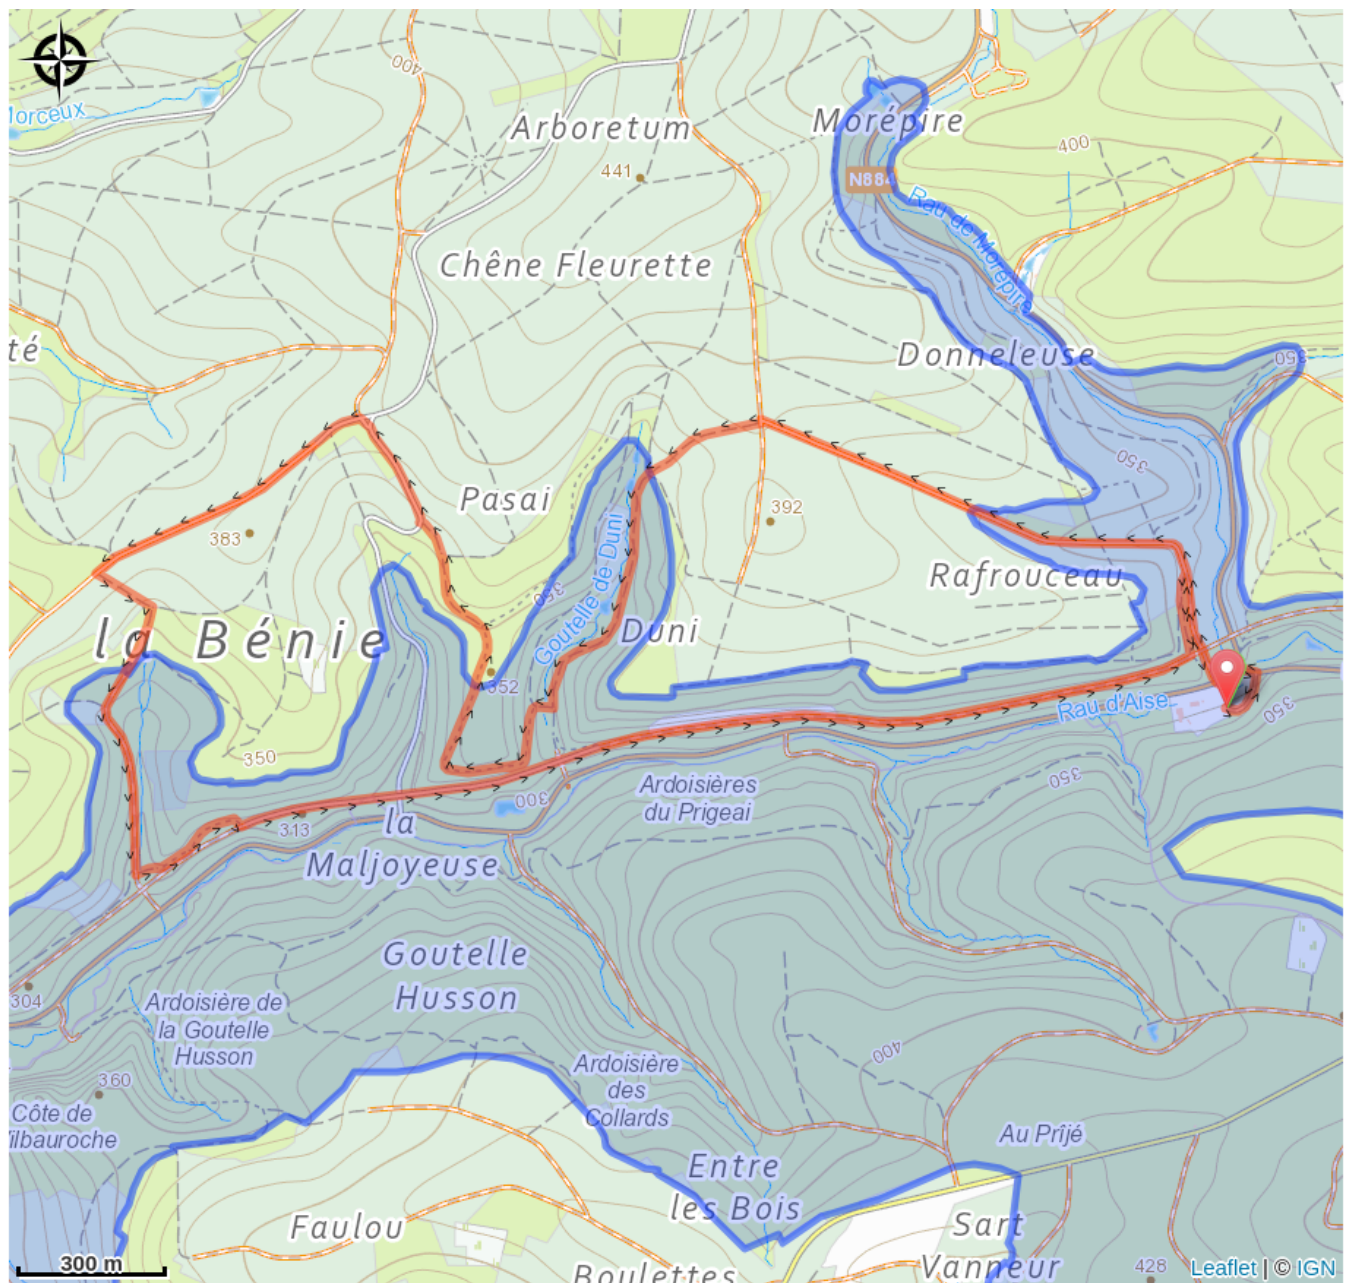 400
Morceux
Arboretum
441
Morépire
400
N884
Rau de Morépire
Chêne Fleurette
té
Donneleuse
350
350
Pasai
392
383
Goutelle de Duni
350
Rafrouceau
la Bénie
Duni
352
Rau d'Aise
350
350
350
Ardoisières
du Prigeai
300
313
la
Maljoyeuse
Goutelle
Husson
304
Ardoisière de
la Goutelle
Husson
400
360
Ardoisière
des
Collards
Côte de
ilbauroche
Au Prîjé
Entre
les Bois
Faulou
Sart
Vanneur
428
300 m
Boulettes
Leaflet | © IGN